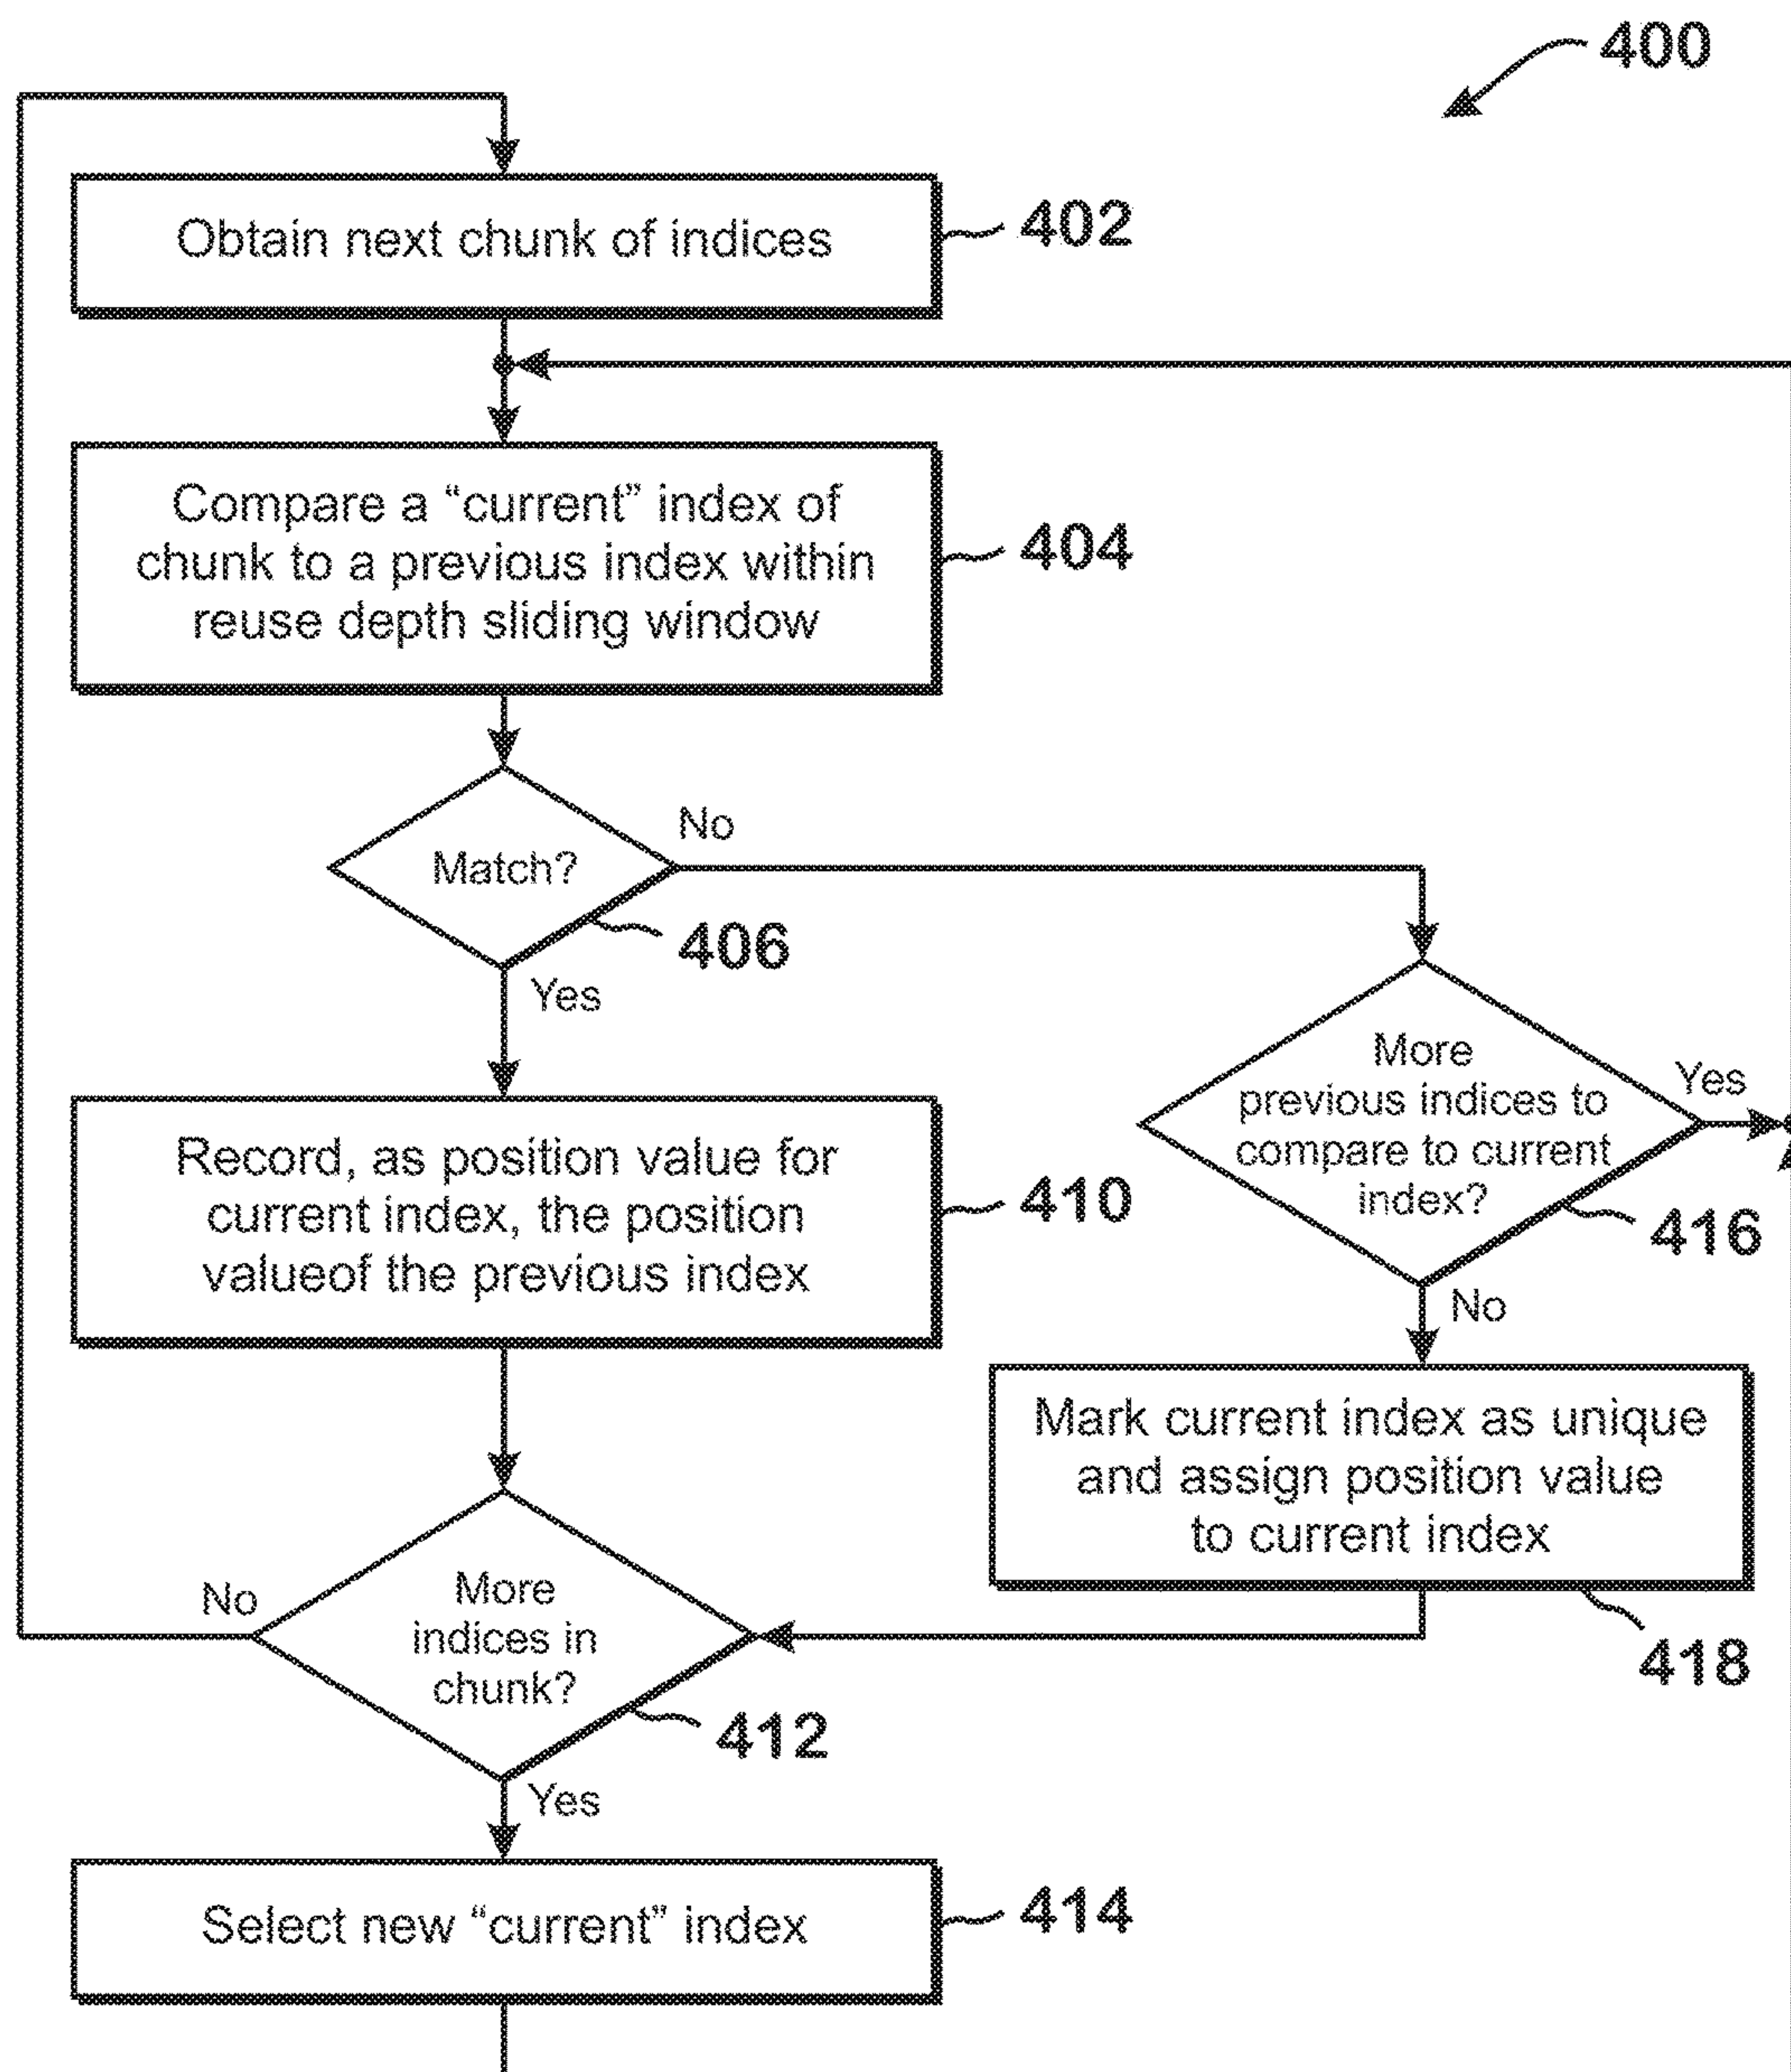 400
Obtain next chunk of indices
402
Compare a “current” index of
chunk to a previous index within
reuse depth sliding window
404
Match?
No
406
Yes
More
previous indices to
compare to current
index?
Yes
416
No
Record, as position value for
current index, the position
valueof the previous index
410
Mark current index as unique
and assign position value
to current index
418
More
indices in
chunk?
No
412
Yes
Select new “current” index
414